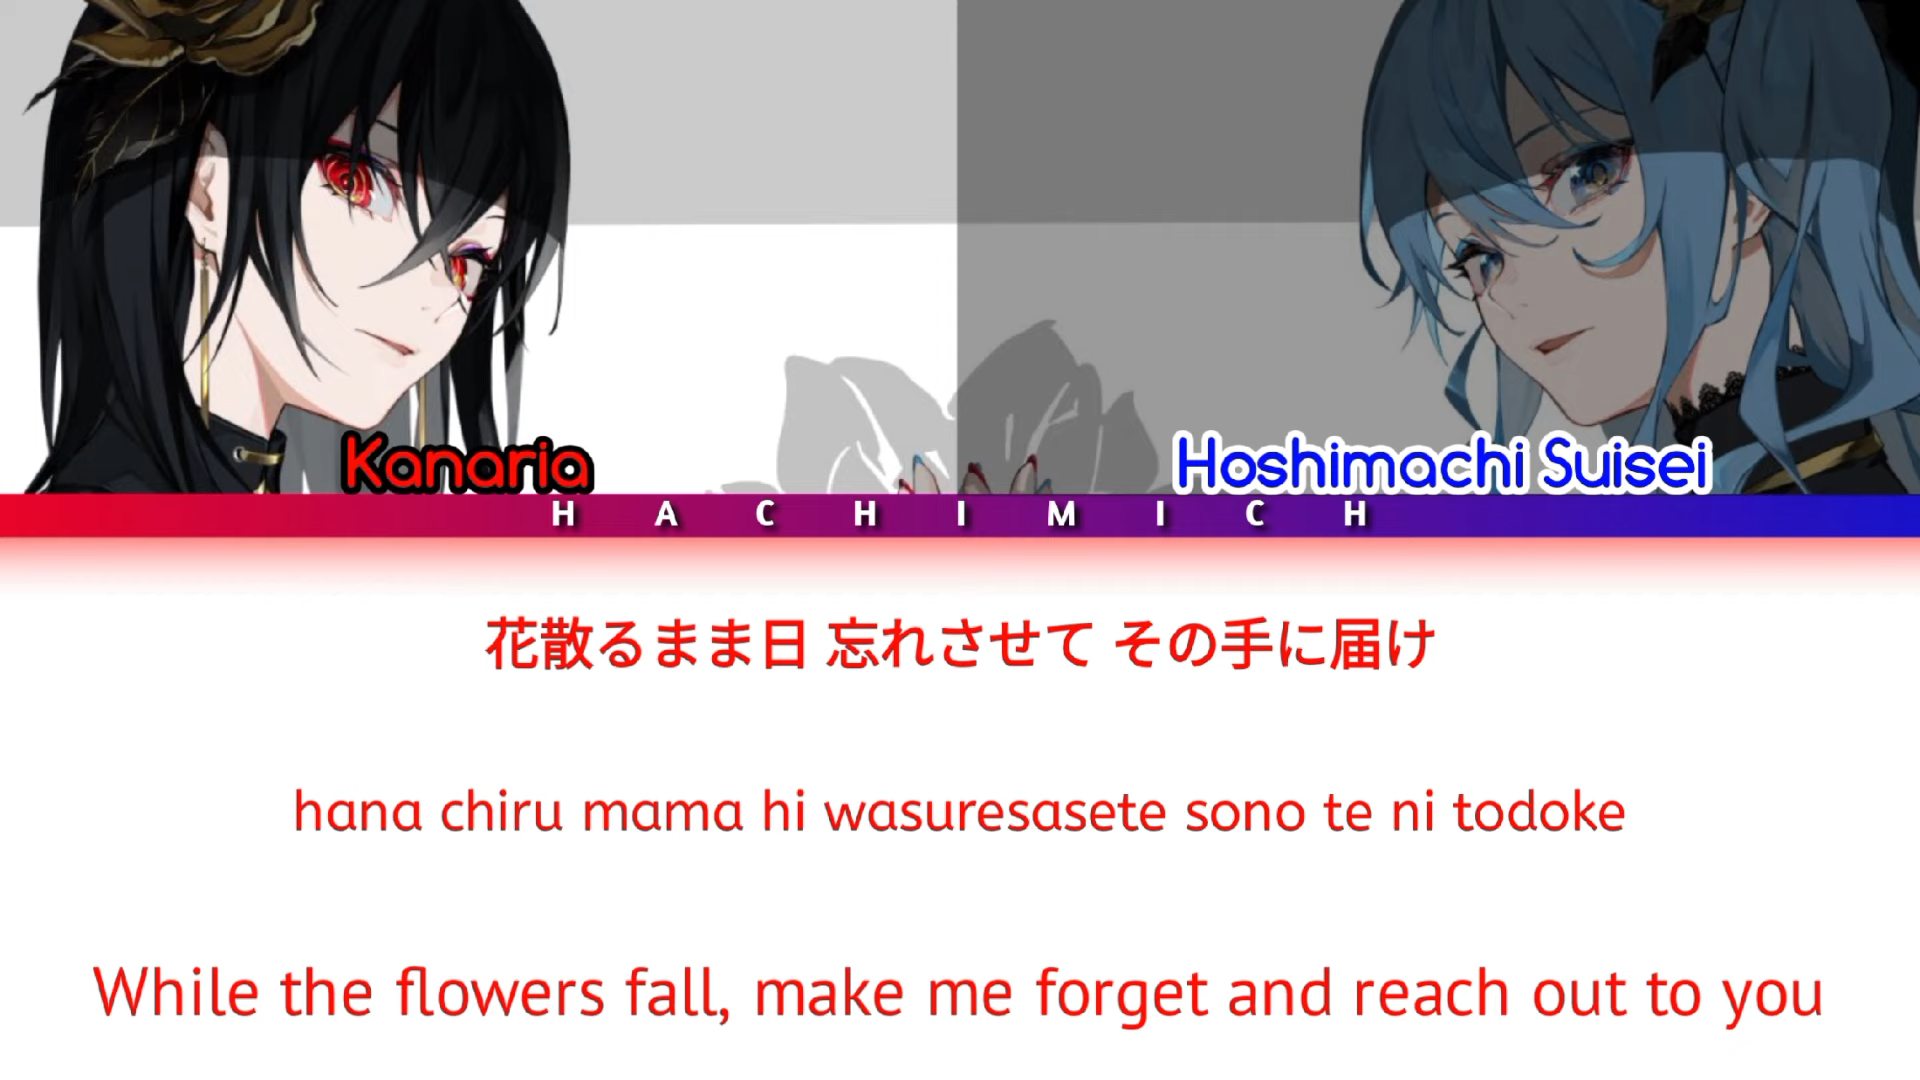 Kanaria
Hoshimachi Suisei
HACHIMICH
花散るまま日 忘れさせて その手に届け
hana chiru mama hi wasuresasete sono te ni todoke
While the flowers fall, make me forget and reach out to you